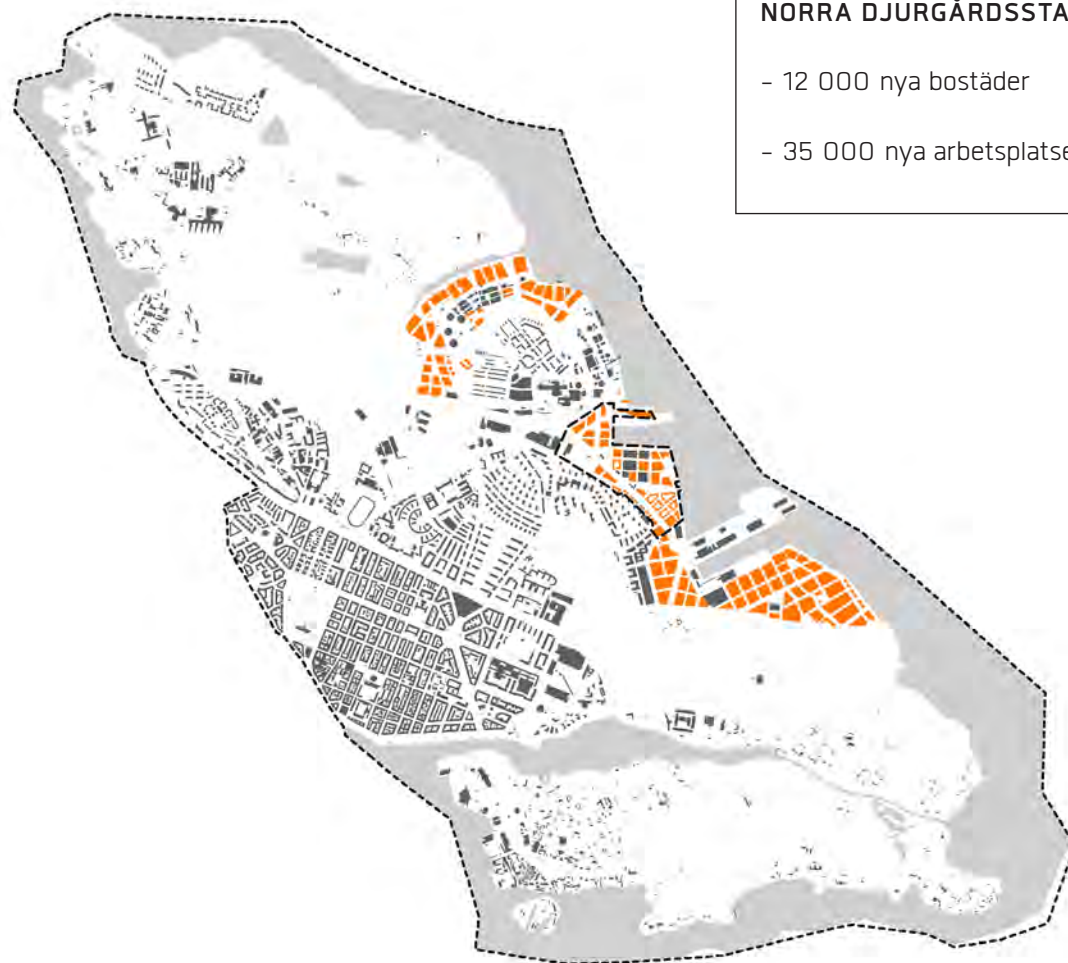 NORRA DJURGÅRDSSTA
- 12 000 nya bostäder
- 35 000 nya arbetsplatse